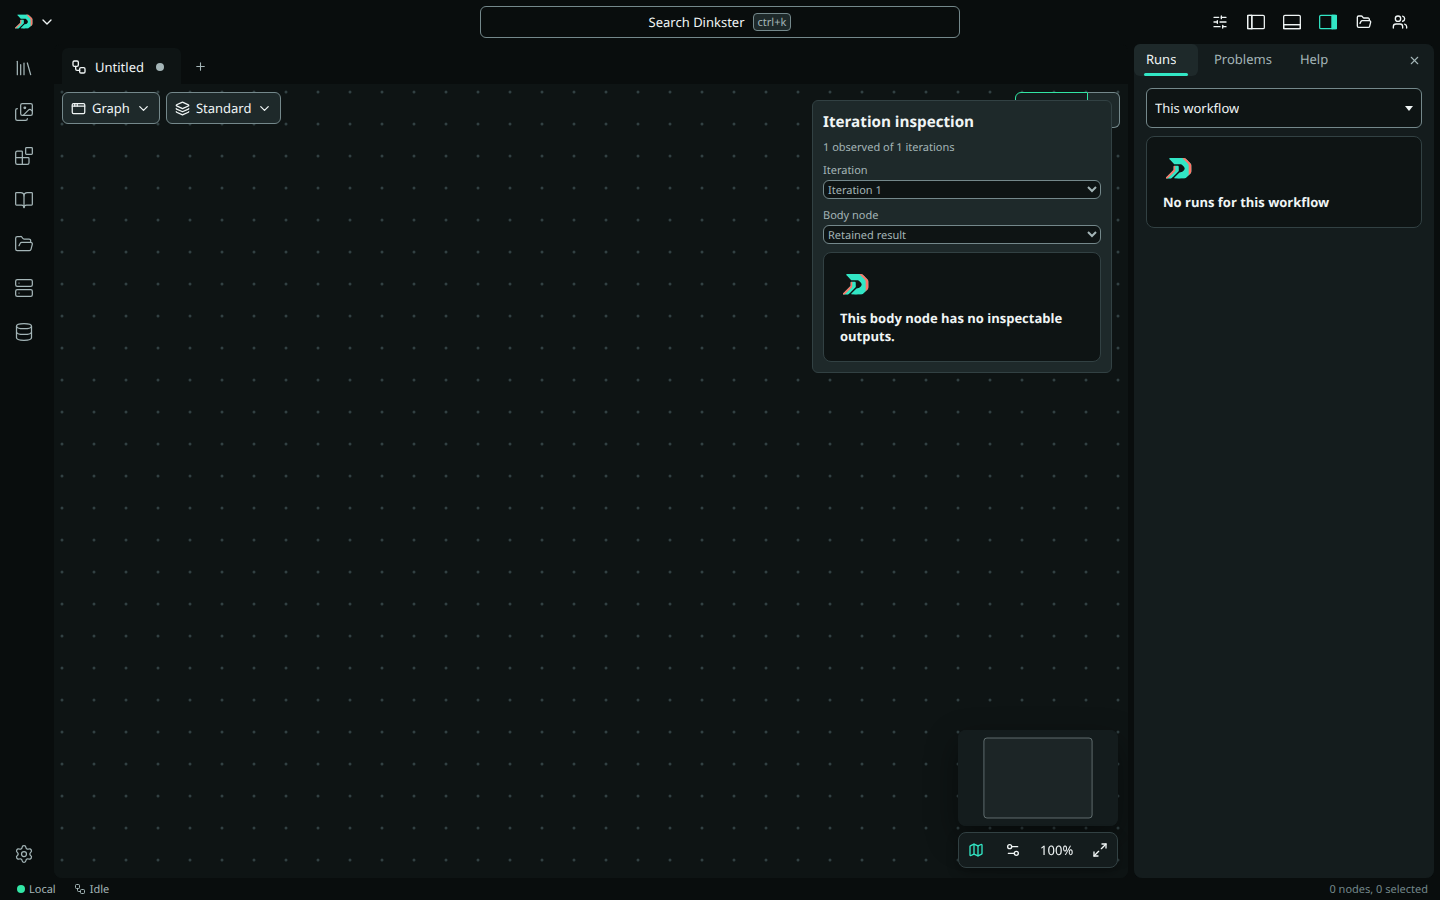 Search Dinkster ctrl+k
Untitled
Graph
Standard
Iteration inspection
1 observed of 1 iterations
Iteration
Iteration 1
Body node
Retained result
This body node has no inspectable
outputs.
Runs
Problems
Help
This workflow
No runs for this workflow
100%
Local
Idle
0 nodes, 0 selected